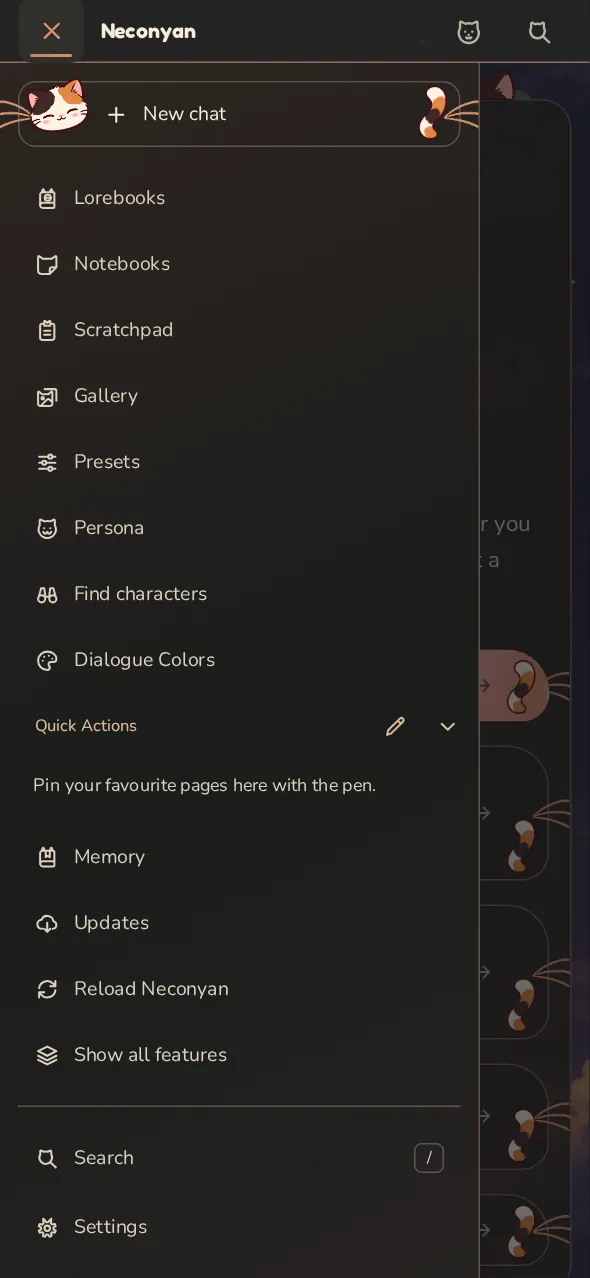 Neconyan
New chat
Lorebooks
Notebooks
Scratchpad
Gallery
Presets
r you
Persona
a
Find characters
Dialogue Colors
Quick Actions
Pin your favourite pages here with the pen.
Memory
Updates
Reload Neconyan
Show all features
Search /
Settings